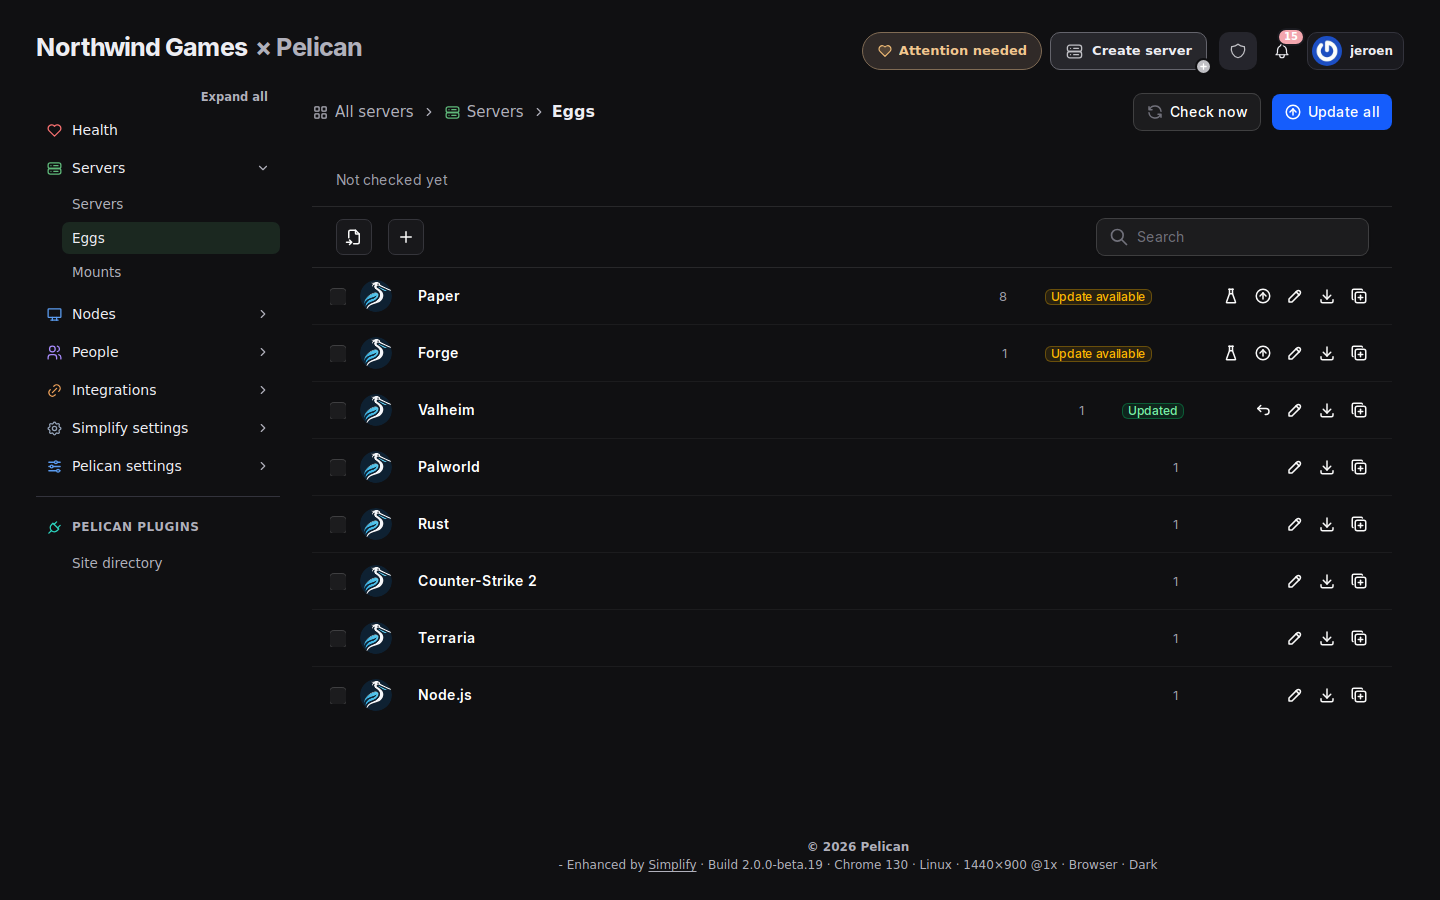 Northwind Games × Pelican
Attention needed
Create server
15
jeroen
Expand all
Health
Servers
Servers
Eggs
Mounts
Nodes
People
Integrations
Simplify settings
Pelican settings
PELICAN PLUGINS
Site directory
All servers > Servers > Eggs
Check now
Update all
Not checked yet
Search
Paper 8 Update available
Forge 1 Update available
Valheim 1 Updated
Palworld 1
Rust 1
Counter-Strike 2 1
Terraria 1
Node.js 1
© 2026 Pelican
- Enhanced by Simplify · Build 2.0.0-beta.19 · Chrome 130 · Linux · 1440×900 @1x · Browser · Dark